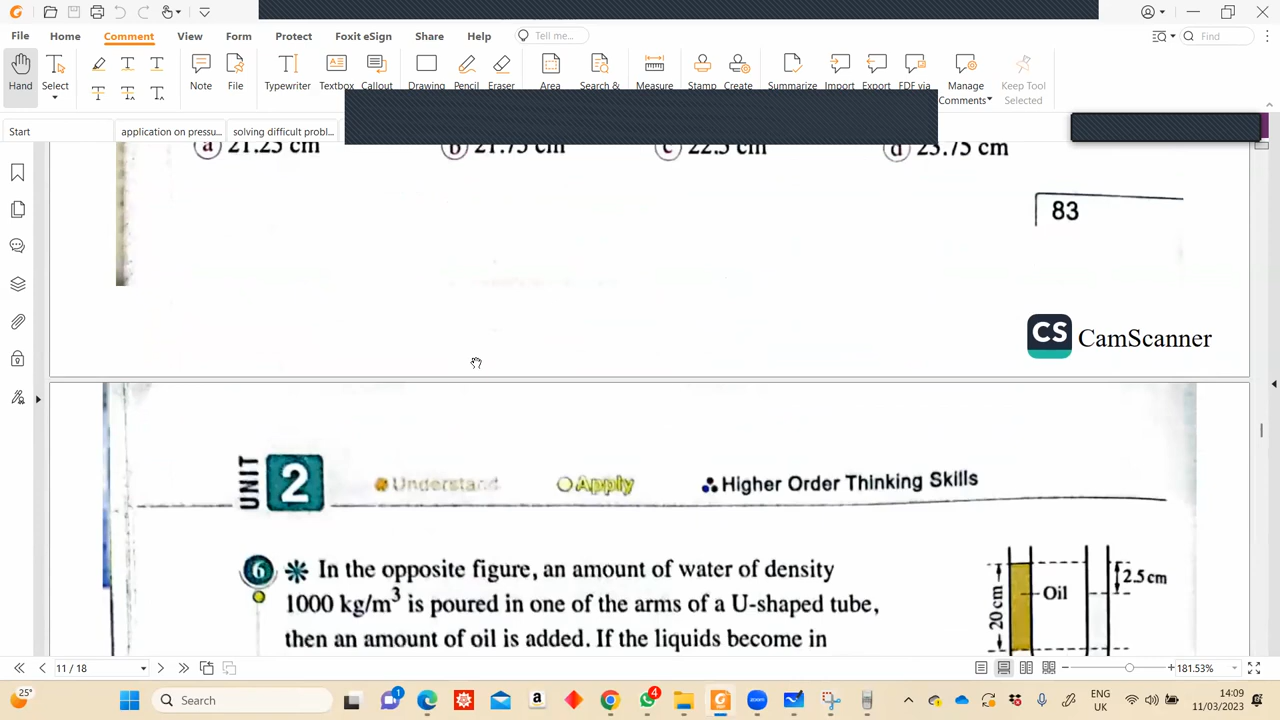 File Home Comment View Form Protect Foxit eSign Share Help Tell me... Find
Hand Select Note File Typewriter Textbox Callout Drawing Pencil Eraser Area Search & Measure Stamp Create Summarize Import Export FDF via Manage Comments Keep Tool Selected
Start application on pressu... solving difficult probl...
a 21.25 cm b 21.75 cm c 22.5 cm d 23.75 cm
83
CS CamScanner
UNIT 2 Understand Apply Higher Order Thinking Skills
6 In the opposite figure, an amount of water of density
1000 kg/m³ is poured in one of the arms of a U-shaped tube,
then an amount of oil is added. If the liquids become in
20 cm Oil 2.5 cm
11 / 18 181.53%
25° Search 1 4 ENG UK 14:09 11/03/2023